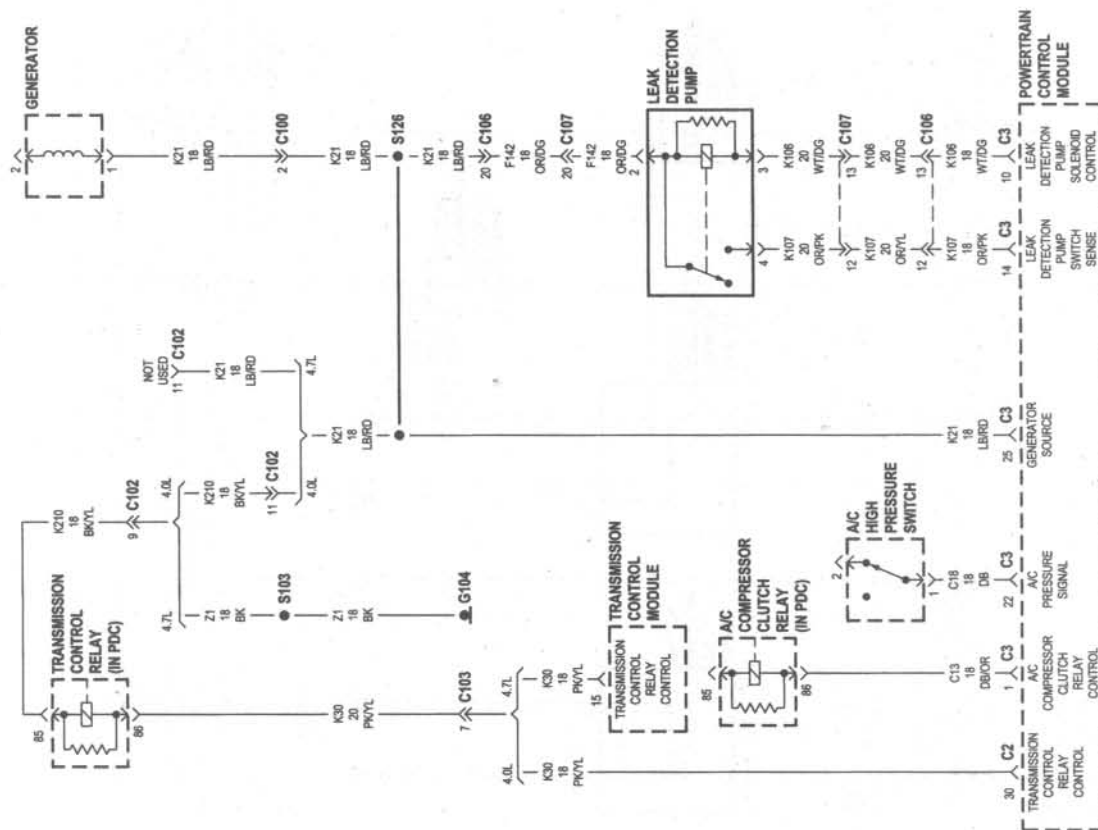 GENERATOR
2
1
K21
18
LB/RD
2
C100
K21
18
LB/RD
S126
K21
18
LB/RD
20
C106
F142
18
OR/DG
20
C107
F142
18
OR/DG
2
LEAK
DETECTION
PUMP
3
K106
20
WT/DG
13
C107
K106
20
WT/DG
13
C106
K106
18
WT/DG
10
C3
LEAK
DETECTION
PUMP
SOLENOID
CONTROL
4
K107
20
OR/PK
12
K107
20
OR/YL
12
K107
18
OR/PK
14
C3
LEAK
DETECTION
PUMP
SWITCH
SENSE
POWERTRAIN
CONTROL
MODULE
NOT
USED
11
C102
K21
18
LB/RD
4.7L
K21
18
LB/RD
K21
18
LB/RD
25
C3
GENERATOR
SOURCE
K210
18
BK/YL
9
C102
4.0L
K210
18
BK/YL
11
C102
4.0L
4.7L
Z1
18
BK
S103
Z1
18
BK
G104
A/C
HIGH
PRESSURE
SWITCH
2
1
C18
18
DB
22
C3
A/C
PRESSURE
SIGNAL
TRANSMISSION
CONTROL
RELAY
(IN PDC)
85
86
K30
20
PK/YL
7
C103
4.7L
K30
18
PK/YL
15
TRANSMISSION
CONTROL
RELAY
CONTROL
TRANSMISSION
CONTROL
MODULE
A/C
COMPRESSOR
CLUTCH
RELAY
(IN PDC)
85
86
C13
18
DB/OR
1
C3
A/C
COMPRESSOR
CLUTCH
RELAY
CONTROL
4.0L
K30
18
PK/YL
30
C2
TRANSMISSION
CONTROL
RELAY
CONTROL